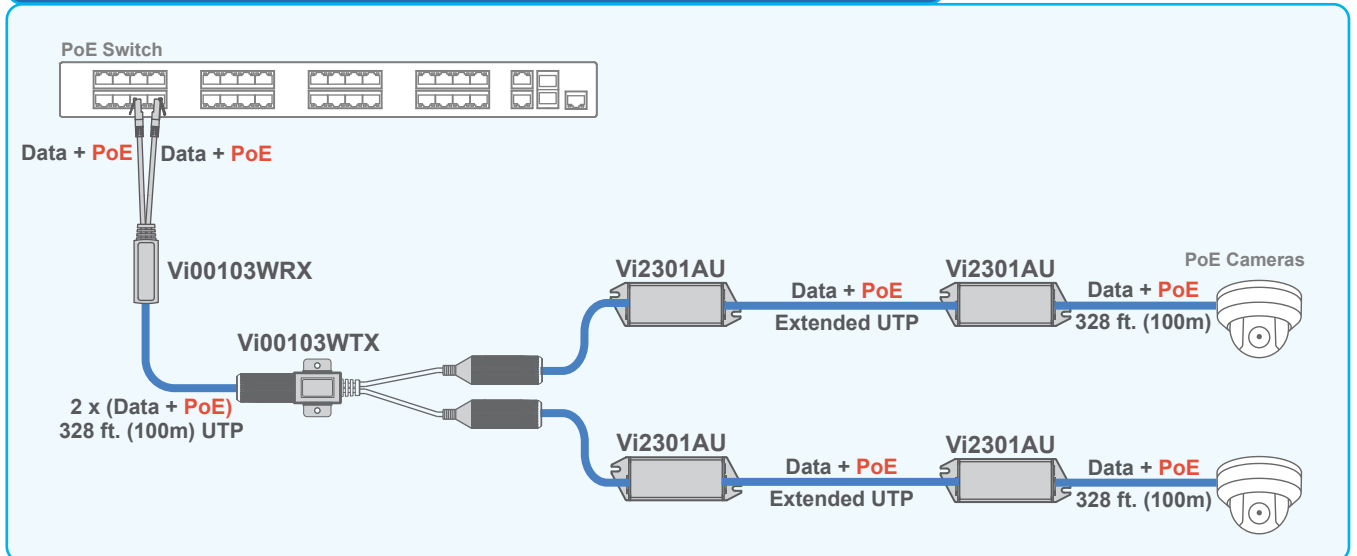 PoE Switch
Data + PoE
Data + PoE
Vi00103WRX
Vi00103WTX
2 x (Data + PoE)
328 ft. (100m) UTP
Vi2301AU
Data + PoE
Extended UTP
Vi2301AU
Data + PoE
328 ft. (100m)
PoE Cameras
Vi2301AU
Data + PoE
Extended UTP
Vi2301AU
Data + PoE
328 ft. (100m)